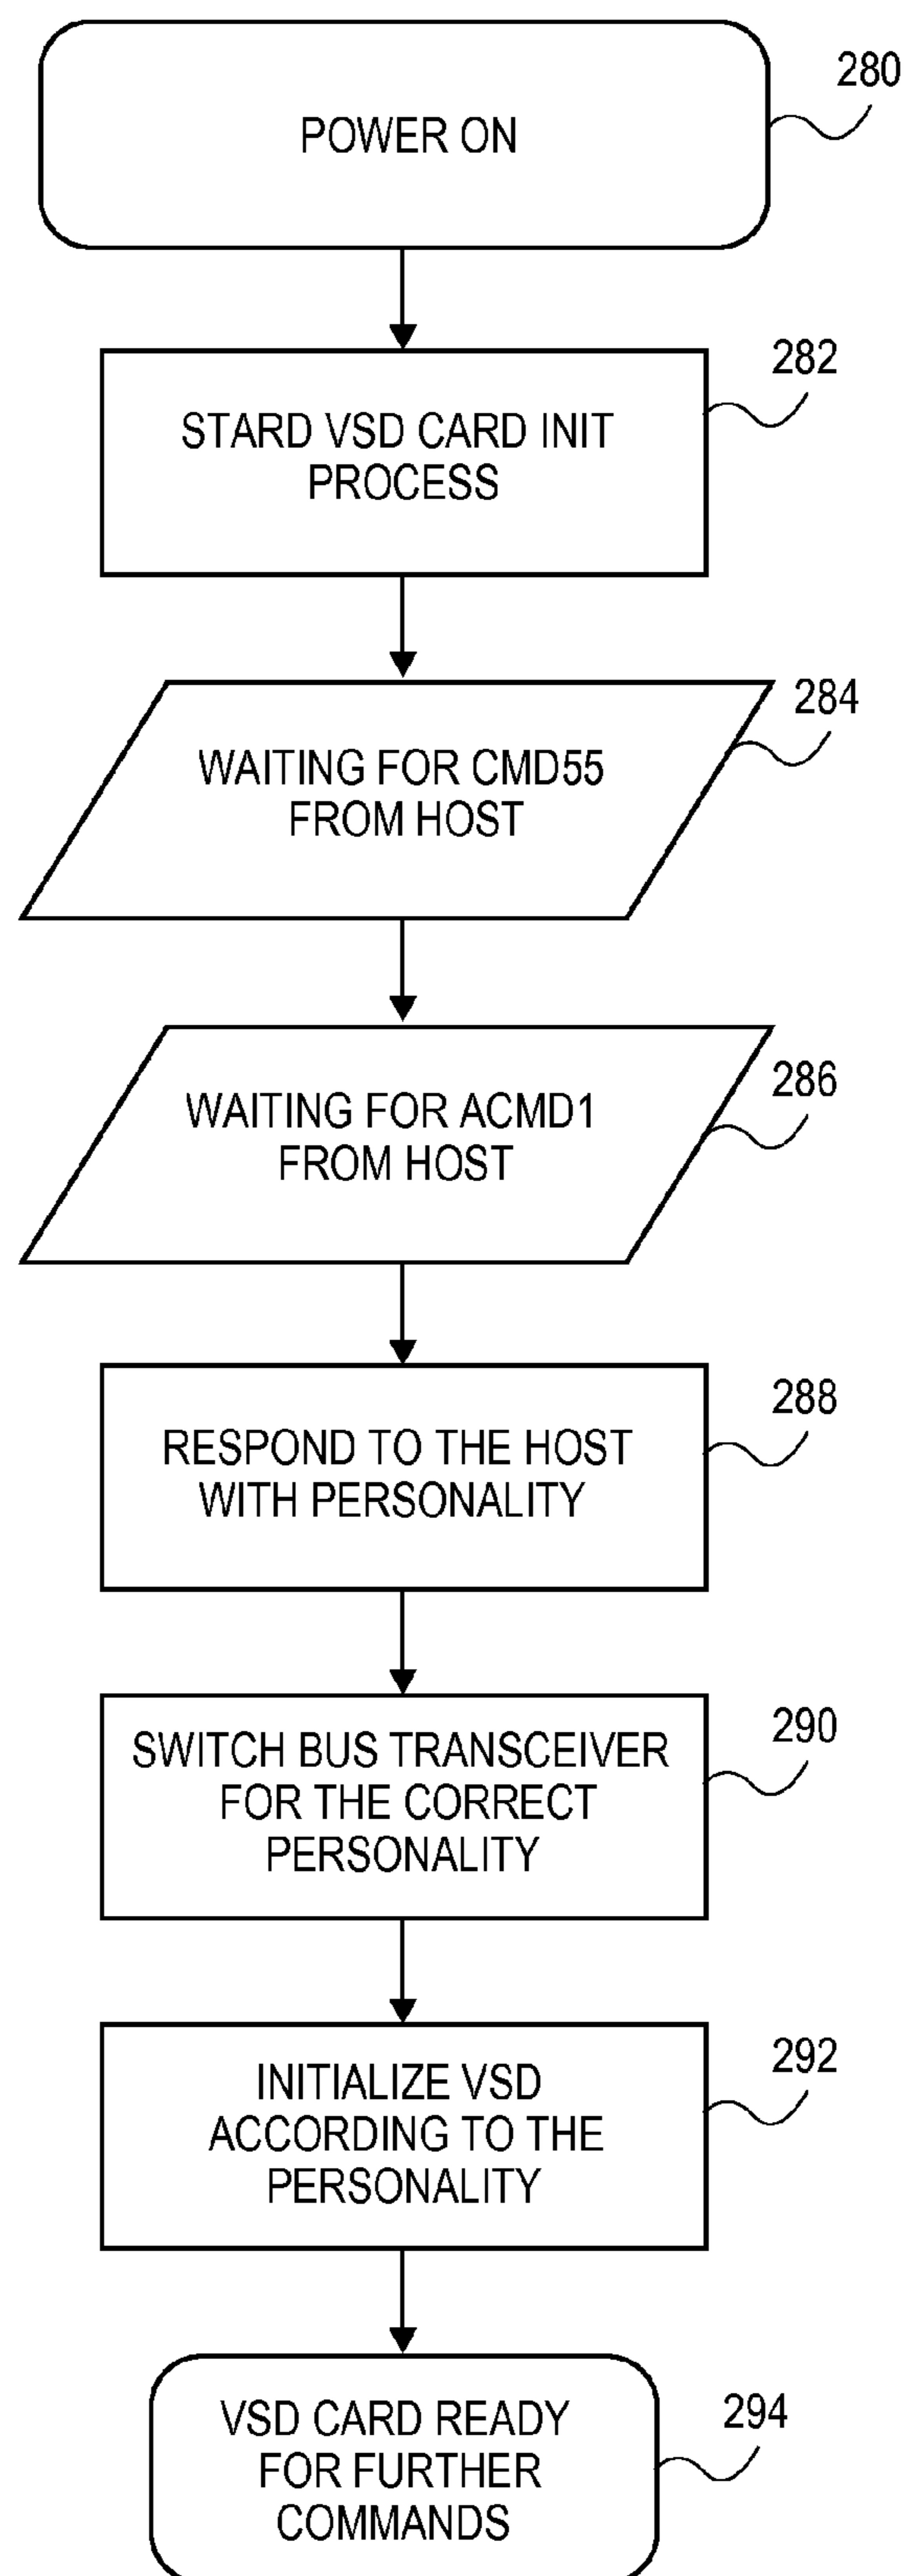 POWER ON
280
STARD VSD CARD INIT
PROCESS
282
WAITING FOR CMD55
FROM HOST
284
WAITING FOR ACMD1
FROM HOST
286
RESPOND TO THE HOST
WITH PERSONALITY
288
SWITCH BUS TRANSCEIVER
FOR THE CORRECT
PERSONALITY
290
INITIALIZE VSD
ACCORDING TO THE
PERSONALITY
292
VSD CARD READY
FOR FURTHER
COMMANDS
294